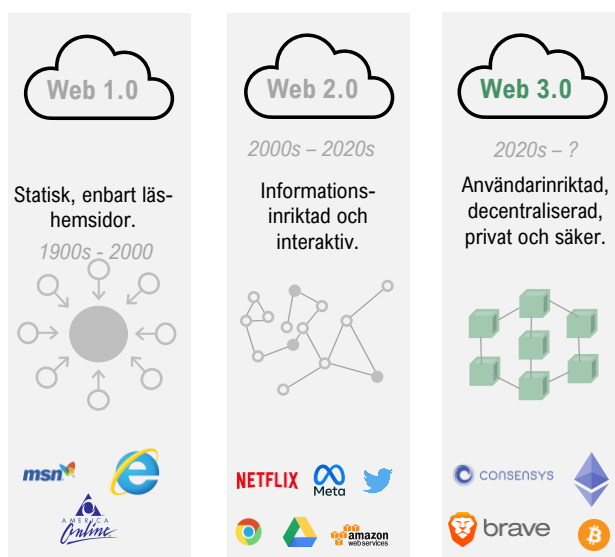 Web 1.0
Statisk, enbart läs-
hemsidor.
1900s - 2000
msn
AMERICA
Online
Web 2.0
2000s – 2020s
Informations-
inriktad och
interaktiv.
NETFLIX
Meta
amazon
webservices
Web 3.0
2020s – ?
Användarinriktad,
decentraliserad,
privat och säker.
CONSENSYS
brave